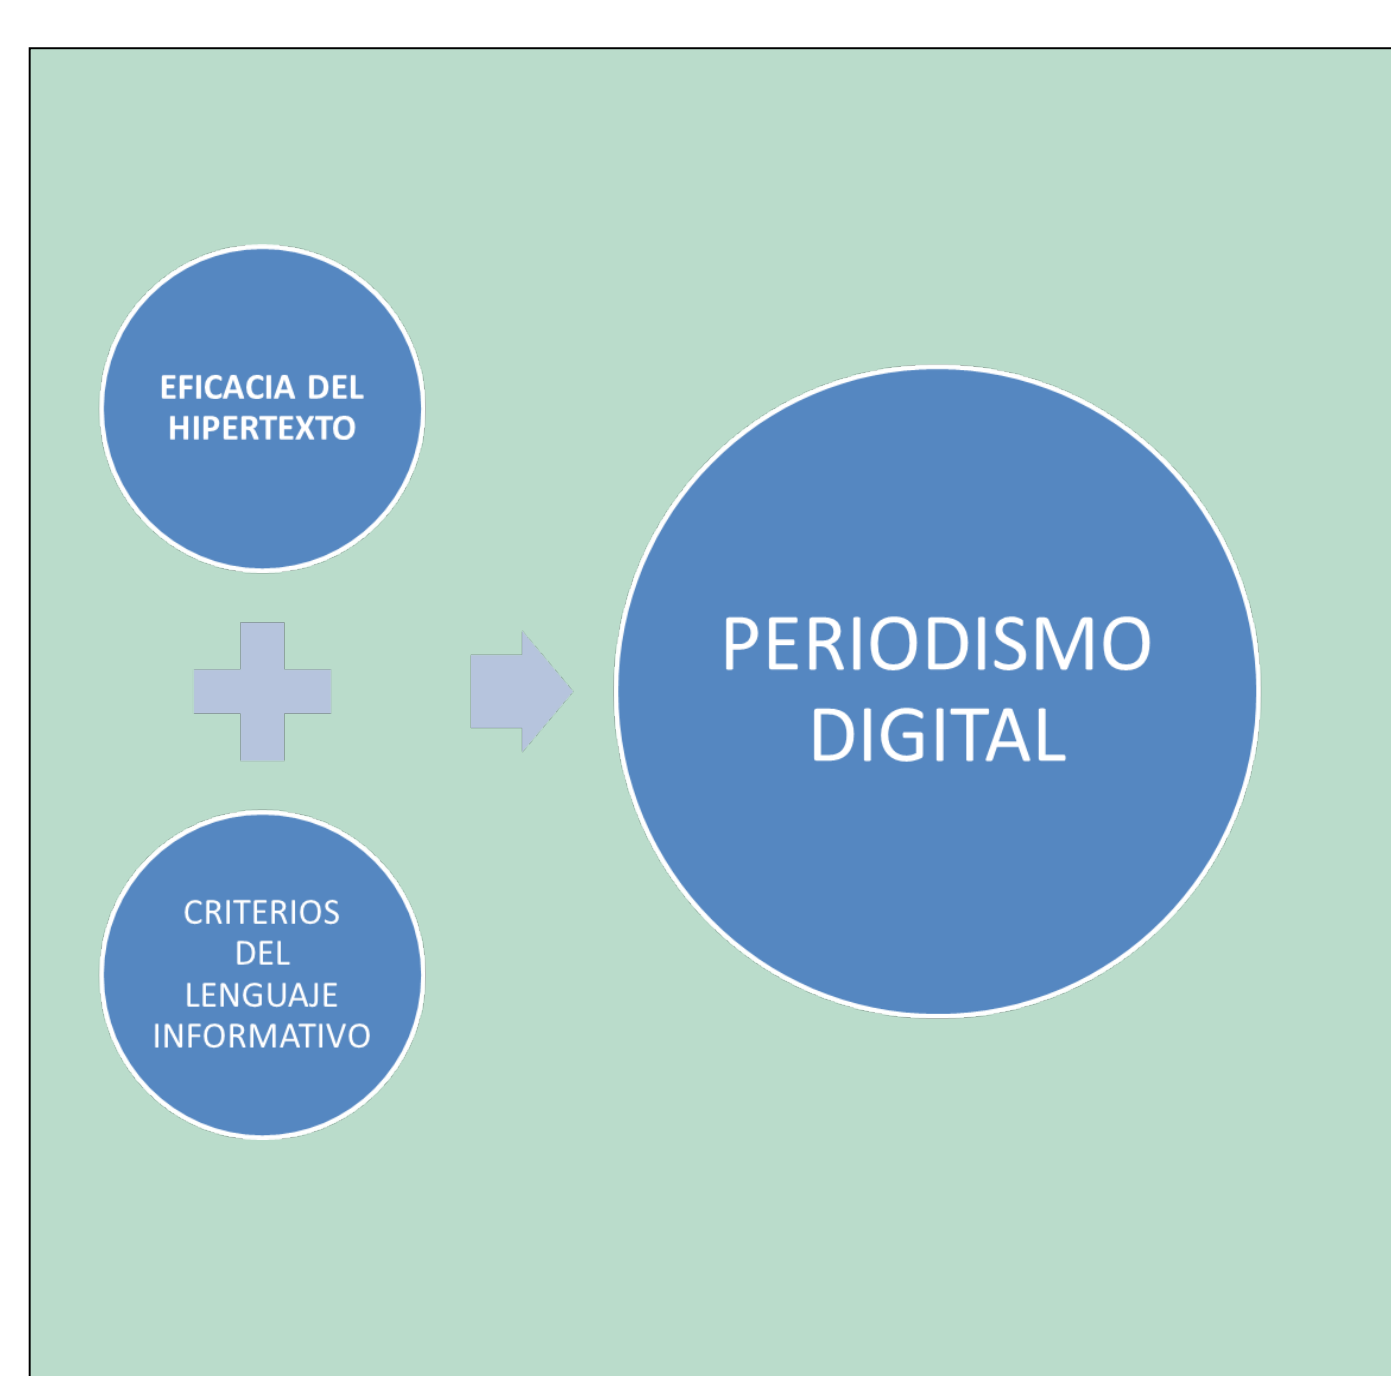 EFICACIA DEL
HIPERTEXTO
CRITERIOS
DEL
LENGUAJE
INFORMATIVO
PERIODISMO
DIGITAL